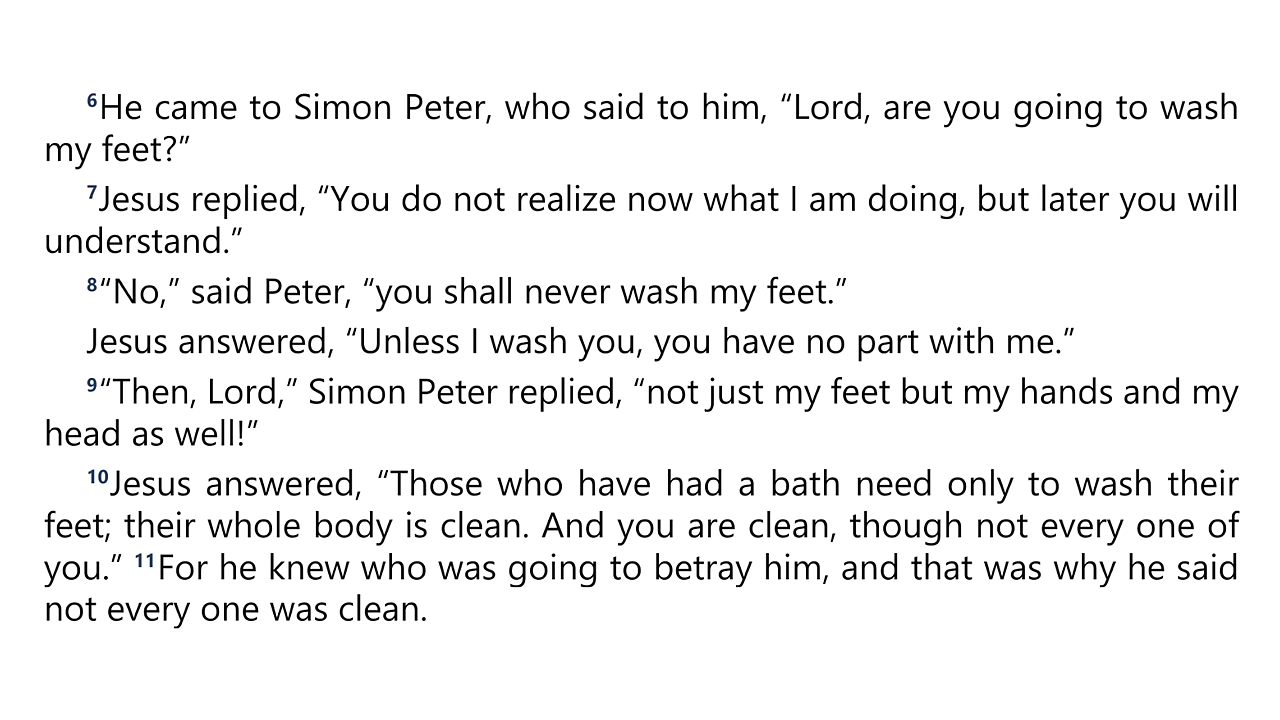 6He came to Simon Peter, who said to him, “Lord, are you going to wash
my feet?”
7Jesus replied, “You do not realize now what I am doing, but later you will
understand.”
8“No,” said Peter, “you shall never wash my feet.”
Jesus answered, “Unless I wash you, you have no part with me.”
9“Then, Lord,” Simon Peter replied, “not just my feet but my hands and my
head as well!”
10Jesus answered, “Those who have had a bath need only to wash their
feet; their whole body is clean. And you are clean, though not every one of
you.” 11For he knew who was going to betray him, and that was why he said
not every one was clean.